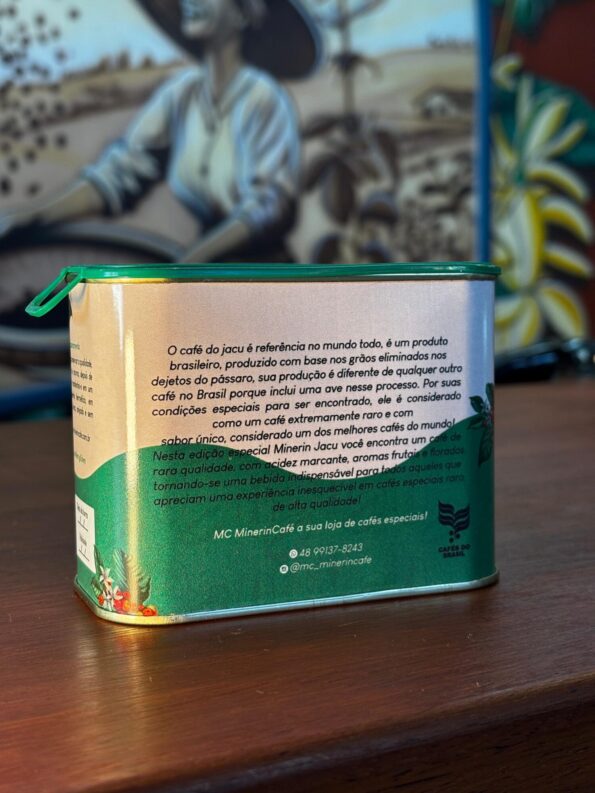 O café do jacu é referência no mundo todo, é um produto
brasileiro, produzido com base nos grãos eliminados nos
dejetos do pássaro, sua produção é diferente de qualquer outro
café no Brasil porque inclui uma ave nesse processo. Por suas
condições especiais para ser encontrado, ele é considerado
como um café extremamente raro e com
sabor único, considerado um dos melhores cafés do mundo!
Nesta edição especial Minerin Jacu você encontra um café de
rara qualidade, com acidez marcante, aromas frutais e florados,
tornando-se uma bebida indispensável para todos aqueles que
apreciam uma experiência inesquecível em cafés especiais raros,
de alta qualidade!
MC MinerinCafé a sua loja de cafés especiais!
48 99137-8243
@mc_minerincafe
CAFÉS DO
BRASIL